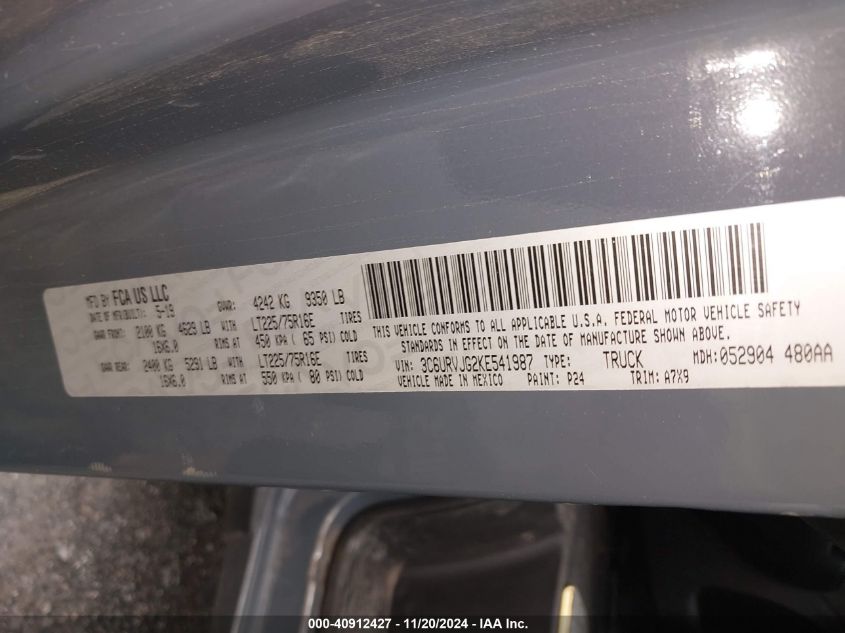 MFD BY FCA US LLC
DATE OF MFR(BUILT): 5-19 GVWR: 4242 KG 9350 LB
GAWR FRONT: 2100 KG 4629 LB WITH LT225/75R16E TIRES
16X6.0 RIMS AT 450 KPA ( 65 PSI) COLD
GAWR REAR: 2400 KG 5291 LB WITH LT225/75R16E TIRES
16X6.0 RIMS AT 550 KPA ( 80 PSI) COLD
THIS VEHICLE CONFORMS TO ALL APPLICABLE U.S.A. FEDERAL MOTOR VEHICLE SAFETY
STANDARDS IN EFFECT ON THE DATE OF MANUFACTURE SHOWN ABOVE.
VIN: 3C6URVJG2KE541987 TYPE: TRUCK MDH: 052904 480AA
VEHICLE MADE IN MEXICO PAINT: P24 TRIM: A7X9
000-40912427 - 11/20/2024 - IAA Inc.